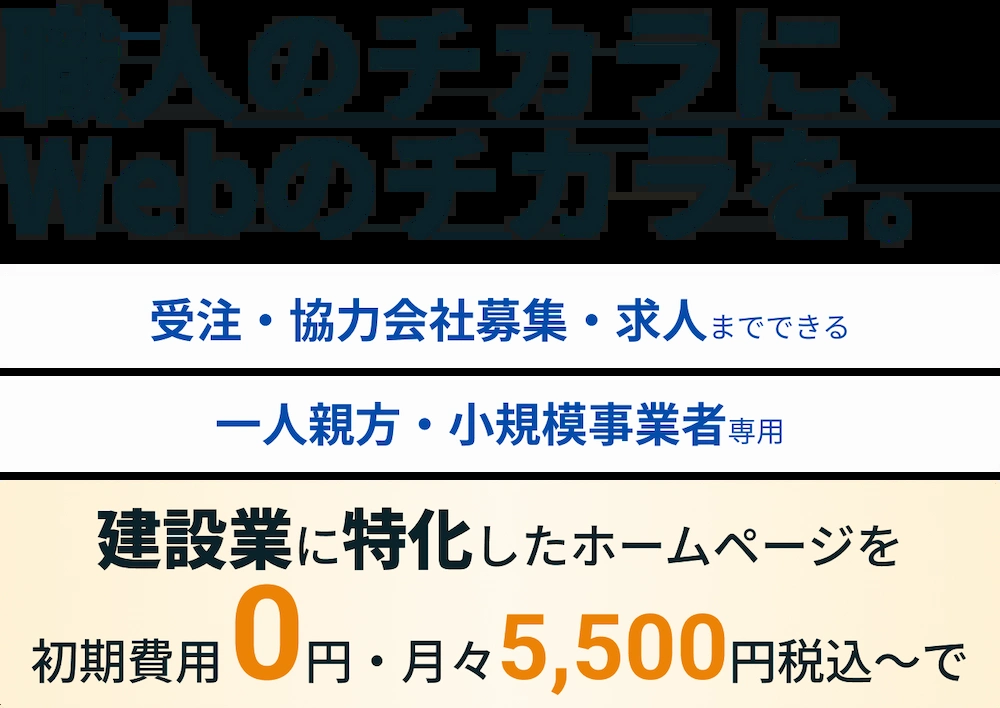 職人のチカラに、
Webのチカラを。
受注・協力会社募集・求人までできる
一人親方・小規模事業者専用
建設業に特化したホームページを
初期費用0円・月々5,500円税込〜で